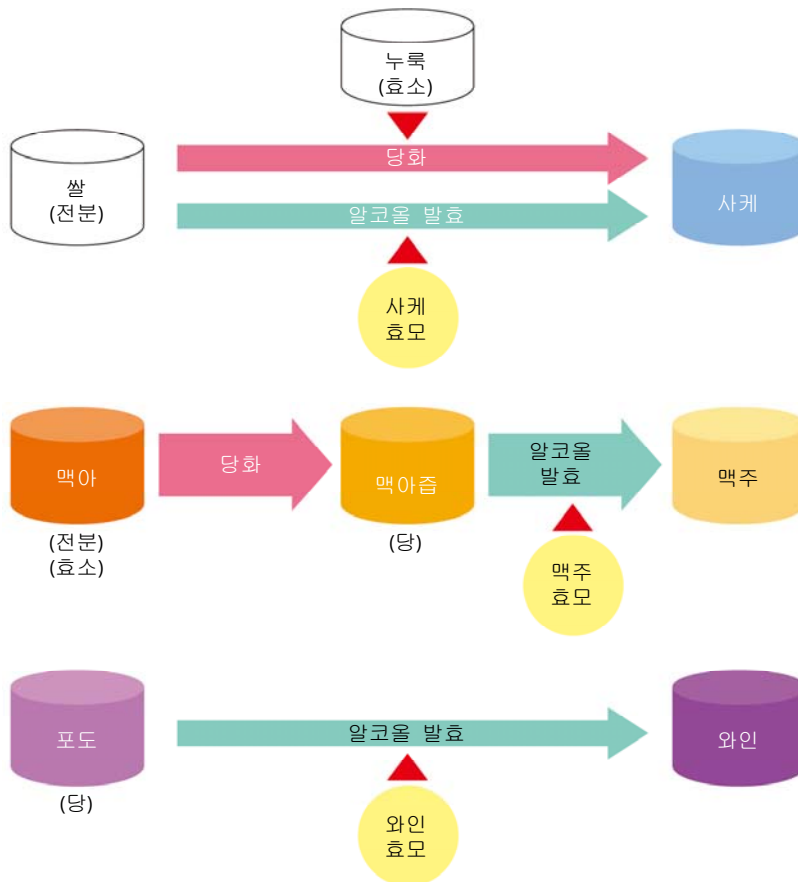 누룩
(효소)
당화
쌀
(전분)
알코올 발효
사케
사케
효모
맥아
(전분)
(효소)
당화
맥아즙
(당)
알코올
발효
맥주
맥주
효모
포도
(당)
알코올 발효
와인
와인
효모